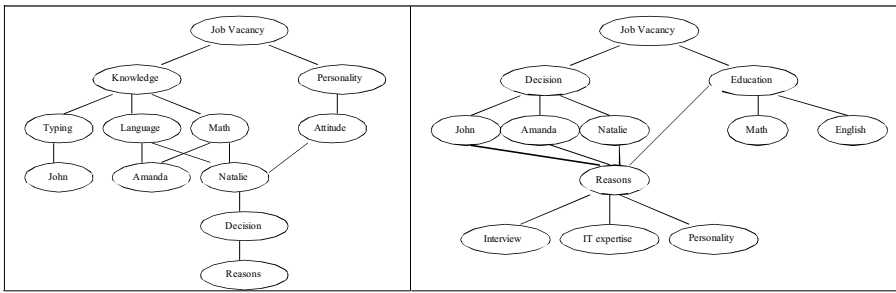 Job Vacancy
Knowledge Personality
Typing Language Math Attitude
John Amanda Natalie
Decision
Reasons
Job Vacancy
Decision Education
John Amanda Natalie Math English
Reasons
Interview IT expertise Personality